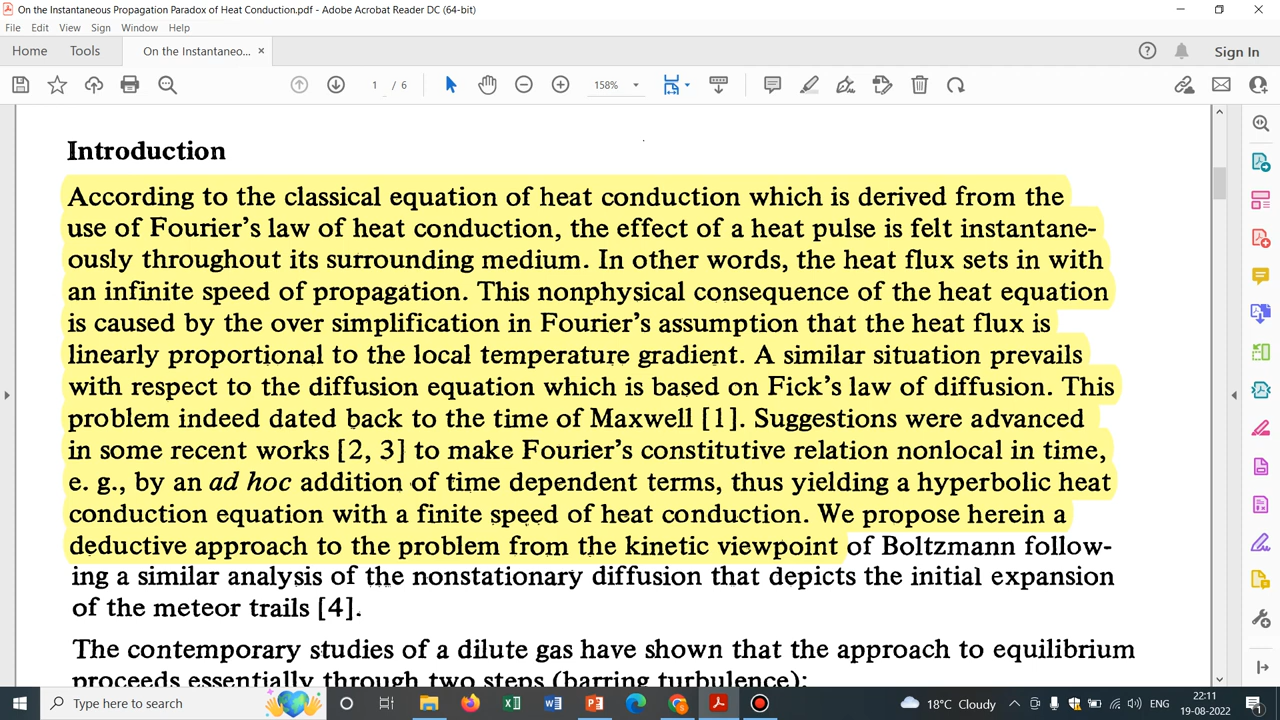 On the Instantaneous Propagation Paradox of Heat Conduction.pdf - Adobe Acrobat Reader DC (64-bit)
File Edit View Sign Window Help
Home Tools On the Instantaneo... × Sign In
1 / 6 158%
Introduction
According to the classical equation of heat conduction which is derived from the
use of Fourier's law of heat conduction, the effect of a heat pulse is felt instantane-
ously throughout its surrounding medium. In other words, the heat flux sets in with
an infinite speed of propagation. This nonphysical consequence of the heat equation
is caused by the over simplification in Fourier's assumption that the heat flux is
linearly proportional to the local temperature gradient. A similar situation prevails
with respect to the diffusion equation which is based on Fick's law of diffusion. This
problem indeed dated back to the time of Maxwell [1]. Suggestions were advanced
in some recent works [2, 3] to make Fourier's constitutive relation nonlocal in time,
e. g., by an ad hoc addition of time dependent terms, thus yielding a hyperbolic heat
conduction equation with a finite speed of heat conduction. We propose herein a
deductive approach to the problem from the kinetic viewpoint of Boltzmann follow-
ing a similar analysis of the nonstationary diffusion that depicts the initial expansion
of the meteor trails [4].
The contemporary studies of a dilute gas have shown that the approach to equilibrium
proceeds essentially through two steps (barring turbulence):
Type here to search 18°C Cloudy ENG 22:11
19-08-2022